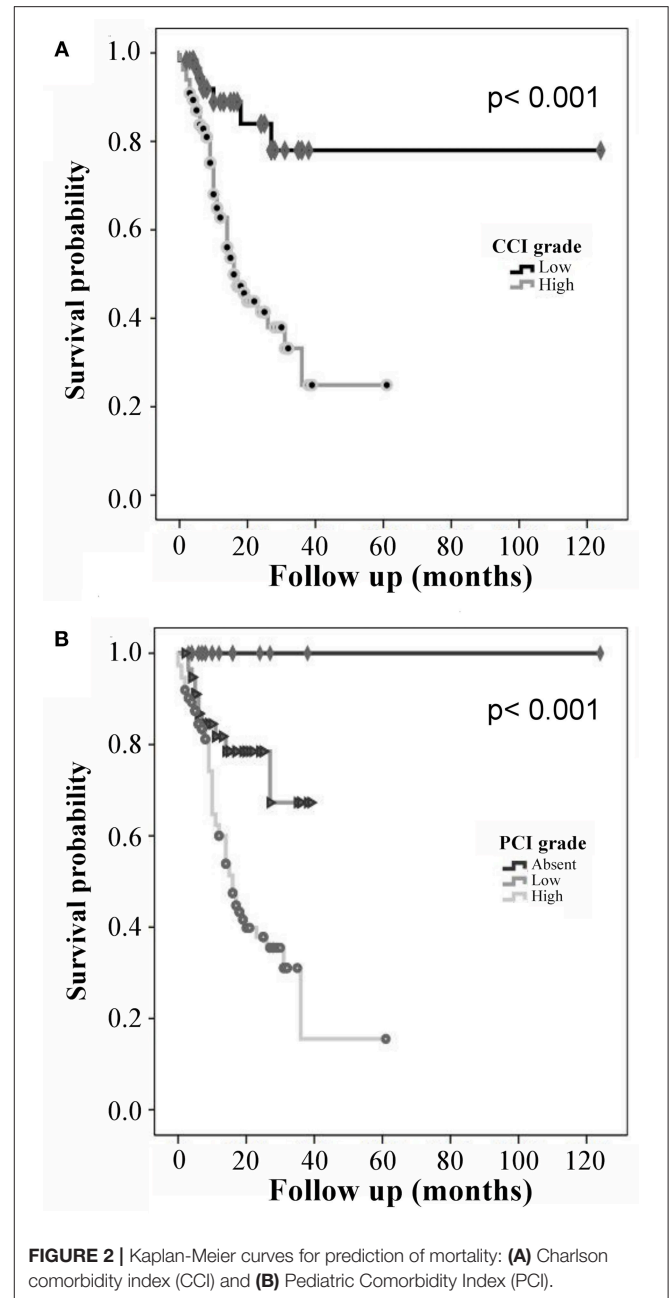 A
1.0
0.8
0.6
0.4
0.2
0.0
Survival probability
p< 0.001
CCI grade
Low
High
0 20 40 60 80 100 120
Follow up (months)
B
1.0
0.8
0.6
0.4
0.2
0.0
Survival probability
p< 0.001
PCI grade
Absent
Low
High
0 20 40 60 80 100 120
Follow up (months)
FIGURE 2 | Kaplan-Meier curves for prediction of mortality: (A) Charlson
comorbidity index (CCI) and (B) Pediatric Comorbidity Index (PCI).